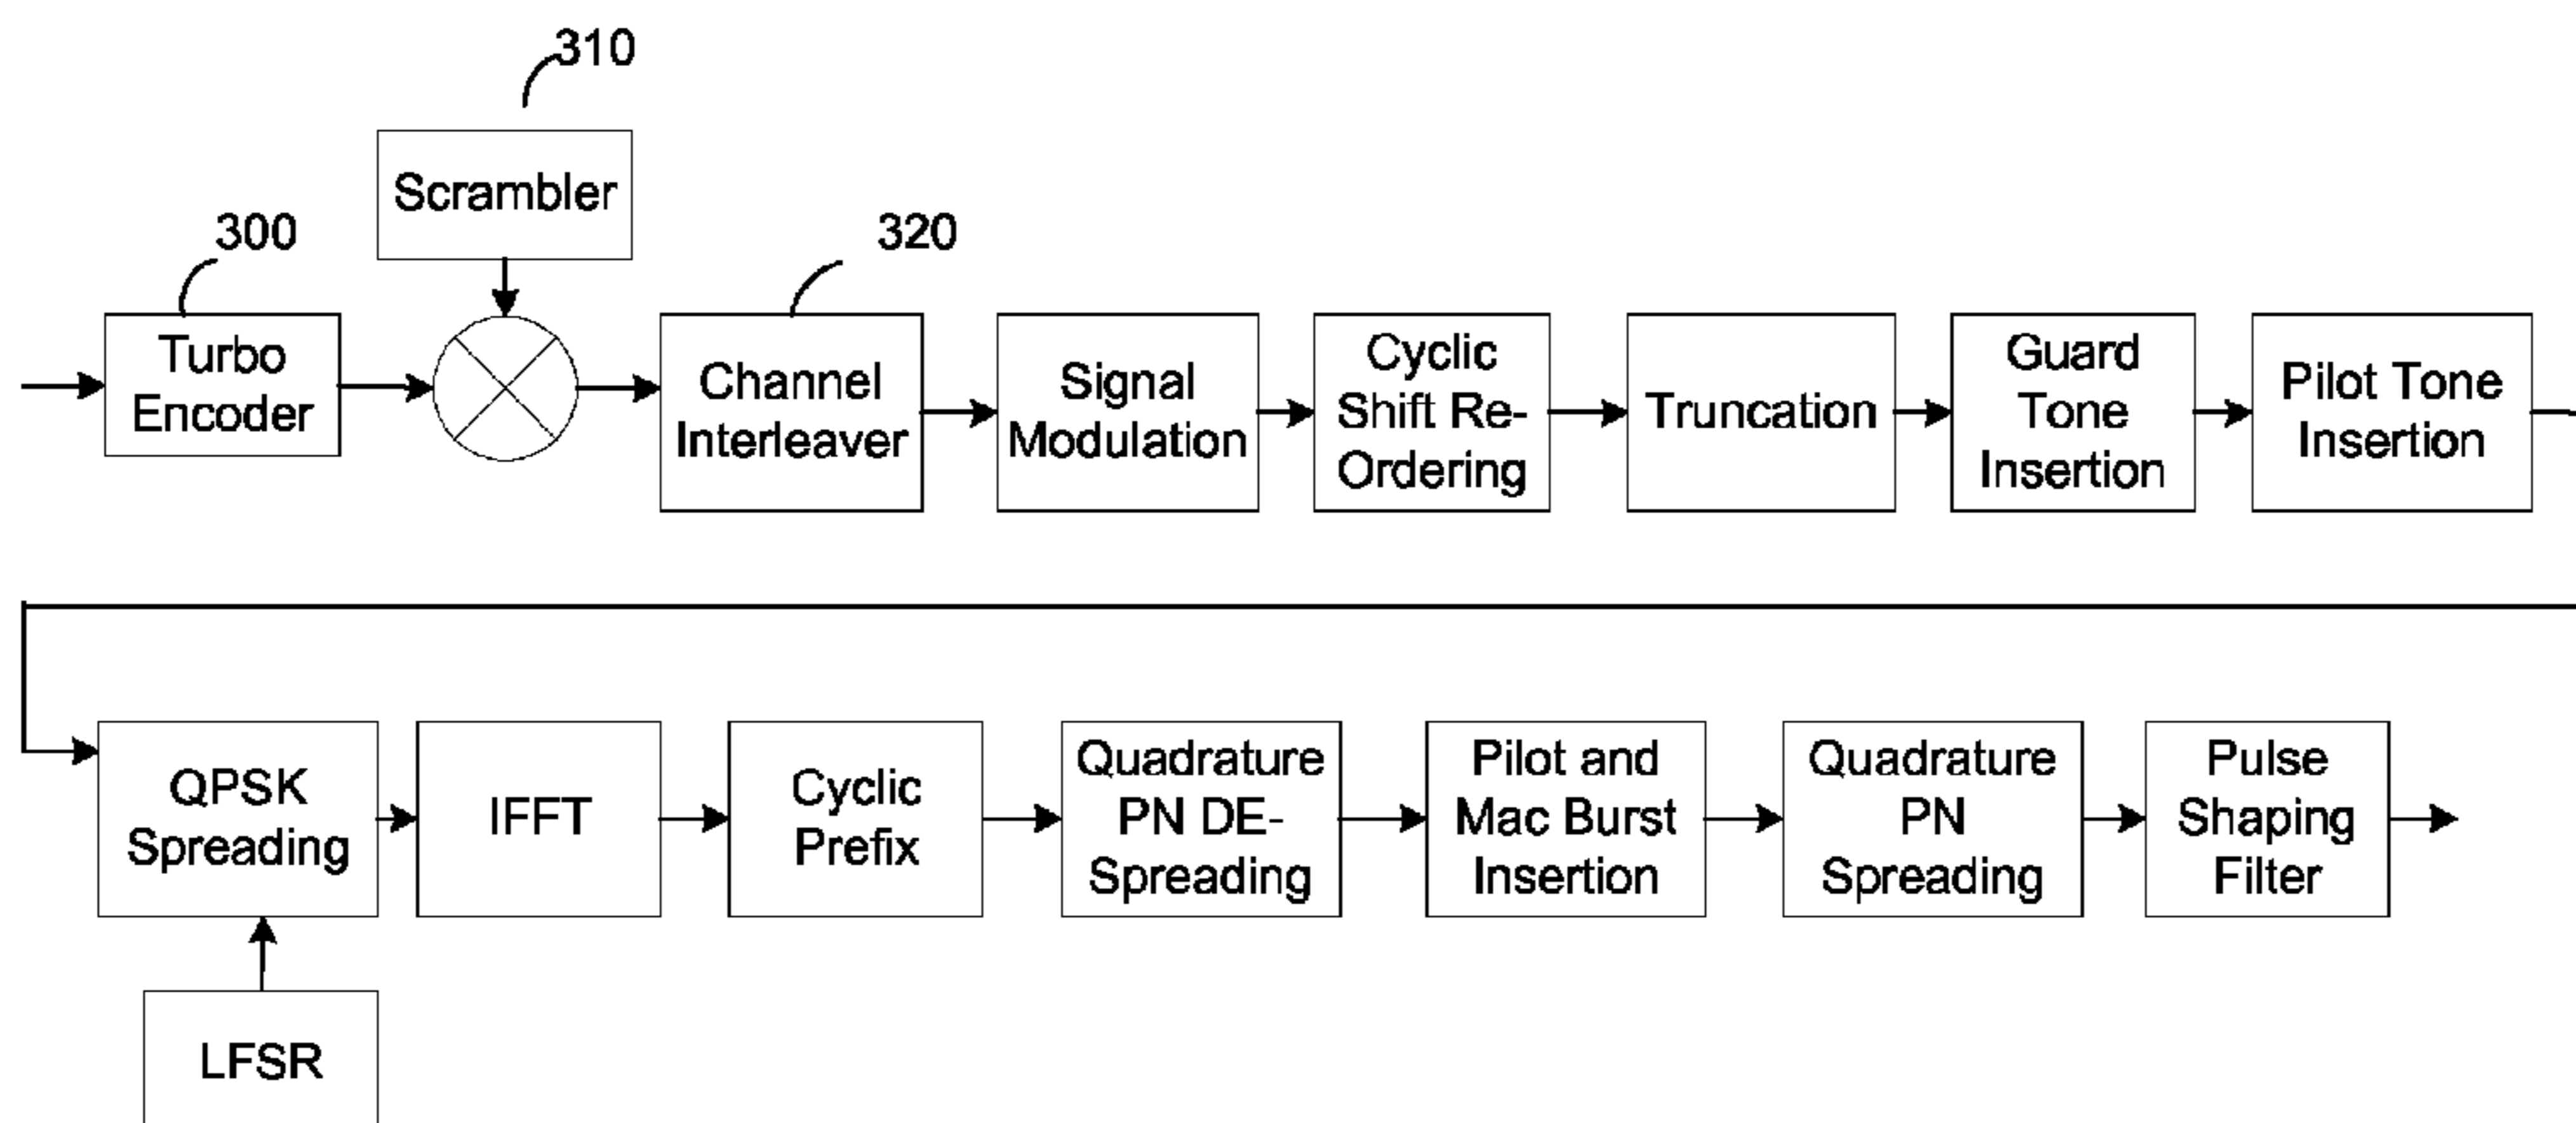 310
Scrambler
300
320
Turbo
Encoder
Channel
Interleaver
Signal
Modulation
Cyclic
Shift Re-
Ordering
Truncation
Guard
Tone
Insertion
Pilot Tone
Insertion
QPSK
Spreading
IFFT
Cyclic
Prefix
Quadrature
PN DE-
Spreading
Pilot and
Mac Burst
Insertion
Quadrature
PN
Spreading
Pulse
Shaping
Filter
LFSR